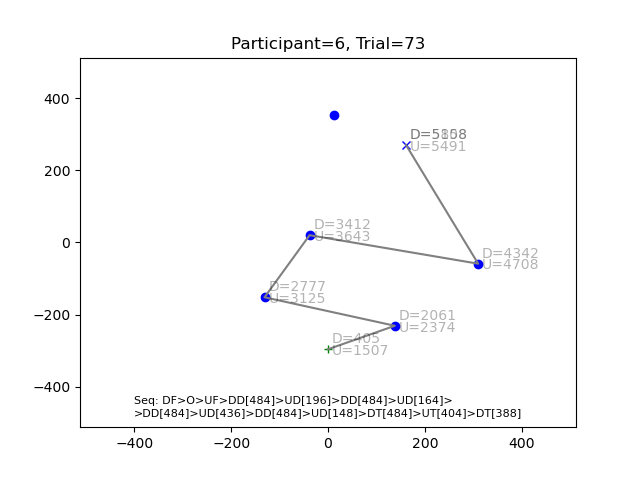 Participant=6, Trial=73
400
200
0
−200
−400
U=5491
D=3412
U=3643
D=4342
U=4708
D=2777
U=3125
D=2061
U=2374
D=405
U=1507
Seq: DF>O>UF>DD[484]>UD[196]>DD[484]>UD[164]>
>DD[484]>UD[436]>DD[484]>UD[148]>DT[484]>UT[404]>DT[388]
−400
−200
0
200
400